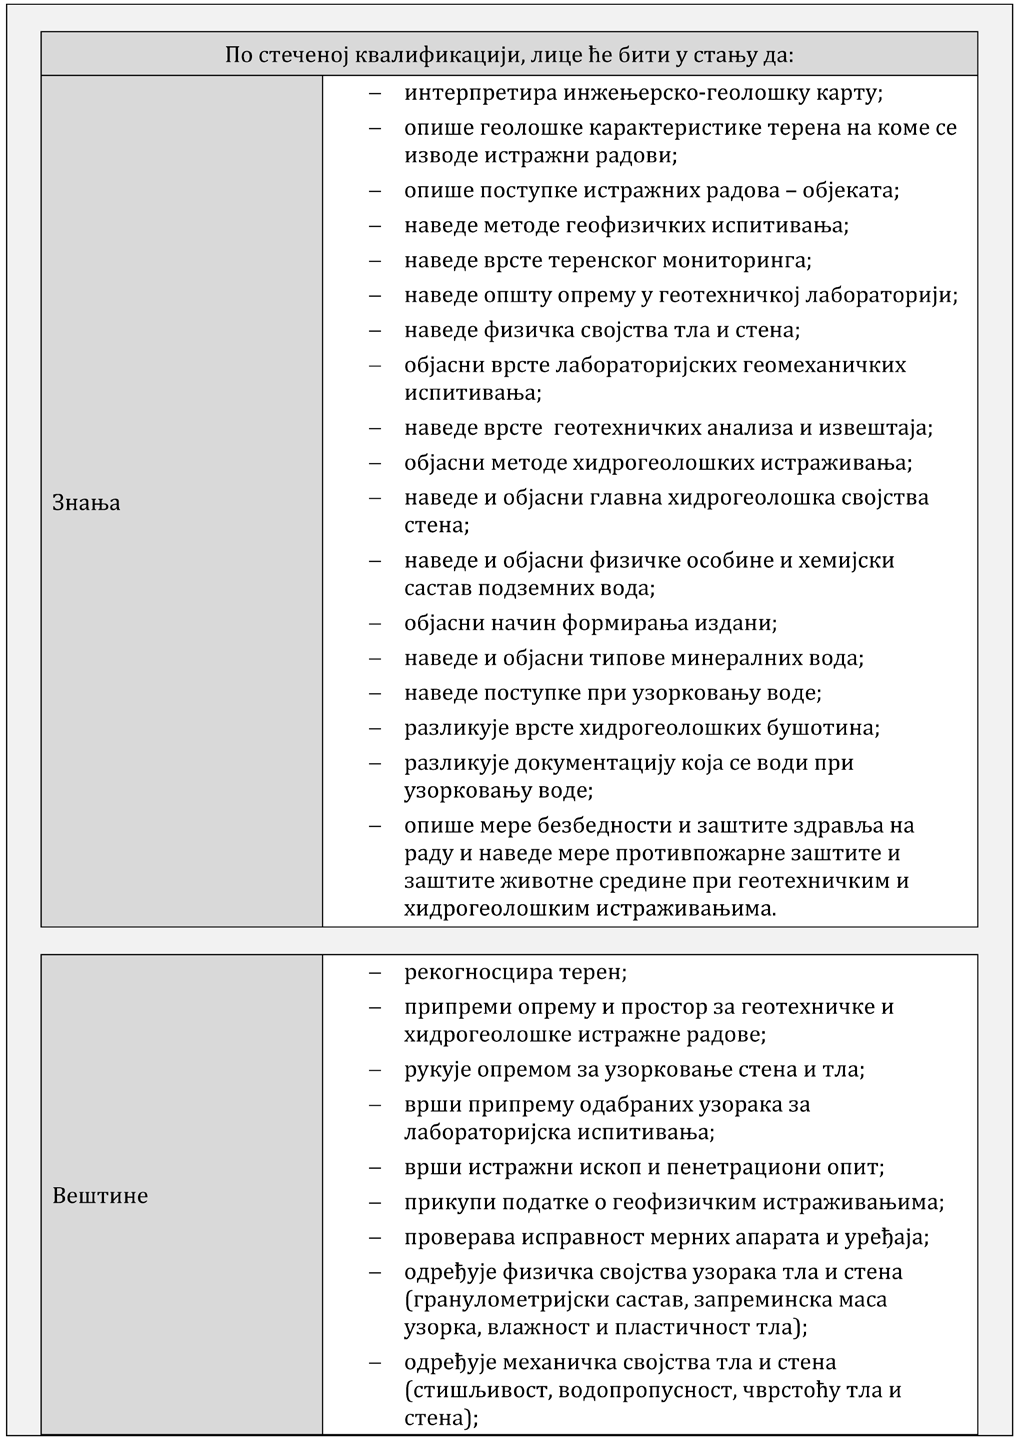 По стеченој квалификацији, лице ће бити у стању да:
Знања
– интерпретира инжењерско-геолошку карту;
– опише геолошке карактеристике терена на коме се
изводе истражни радови;
– опише поступке истражних радова – објеката;
– наведе методе геофизичких испитивања;
– наведе врсте теренског мониторинга;
– наведе општу опрему у геотехничкој лабораторији;
– наведе физичка својства тла и стена;
– објасни врсте лабораторијских геомеханичких
испитивања;
– наведе врсте  геотехничких анализа и извештаја;
– објасни методе хидрогеолошких истраживања;
– наведе и објасни главна хидрогеолошка својства
стена;
– наведе и објасни физичке особине и хемијски
састав подземних вода;
– објасни начин формирања издани;
– наведе и објасни типове минералних вода;
– наведе поступке при узорковању воде;
– разликује врсте хидрогеолошких бушотина;
– разликује документацију која се води при
узорковању воде;
– опише мере безбедности и заштите здравља на
раду и наведе мере противпожарне заштите и
заштите животне средине при геотехничким и
хидрогеолошким истраживањима.
Вештине
– рекогносцира терен;
– припреми опрему и простор за геотехничке и
хидрогеолошке истражне радове;
– рукује опремом за узорковање стена и тла;
– врши припрему одабраних узорака за
лабораторијска испитивања;
– врши истражни ископ и пенетрациони опит;
– прикупи податке о геофизичким истраживањима;
– проверава исправност мерних апарата и уређаја;
– одређује физичка својства узорака тла и стена
(гранулометријски састав, запреминска маса
узорка, влажност и пластичност тла);
– одређује механичка својства тла и стена
(стишљивост, водопропусност, чврстоћу тла и
стена);